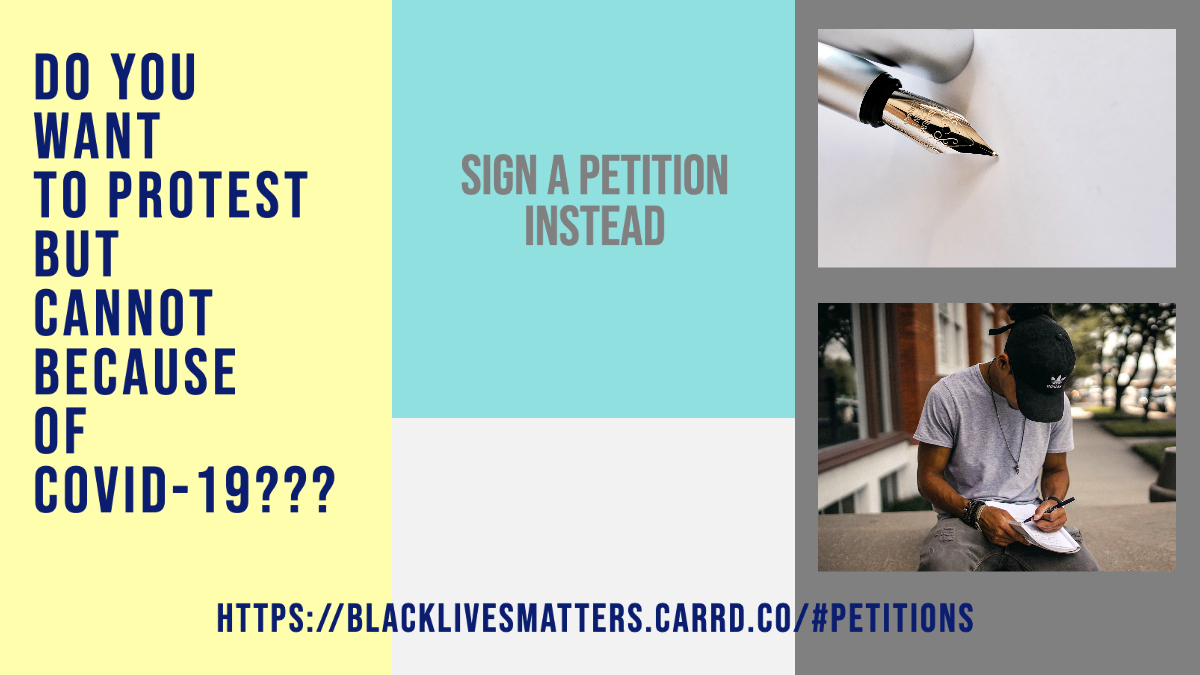 DO YOU
WANT
TO PROTEST
BUT
CANNOT
BECAUSE
OF
COVID-19???
SIGN A PETITION
INSTEAD
HTTPS://BLACKLIVESMATTERS.CARRD.CO/#PETITIONS